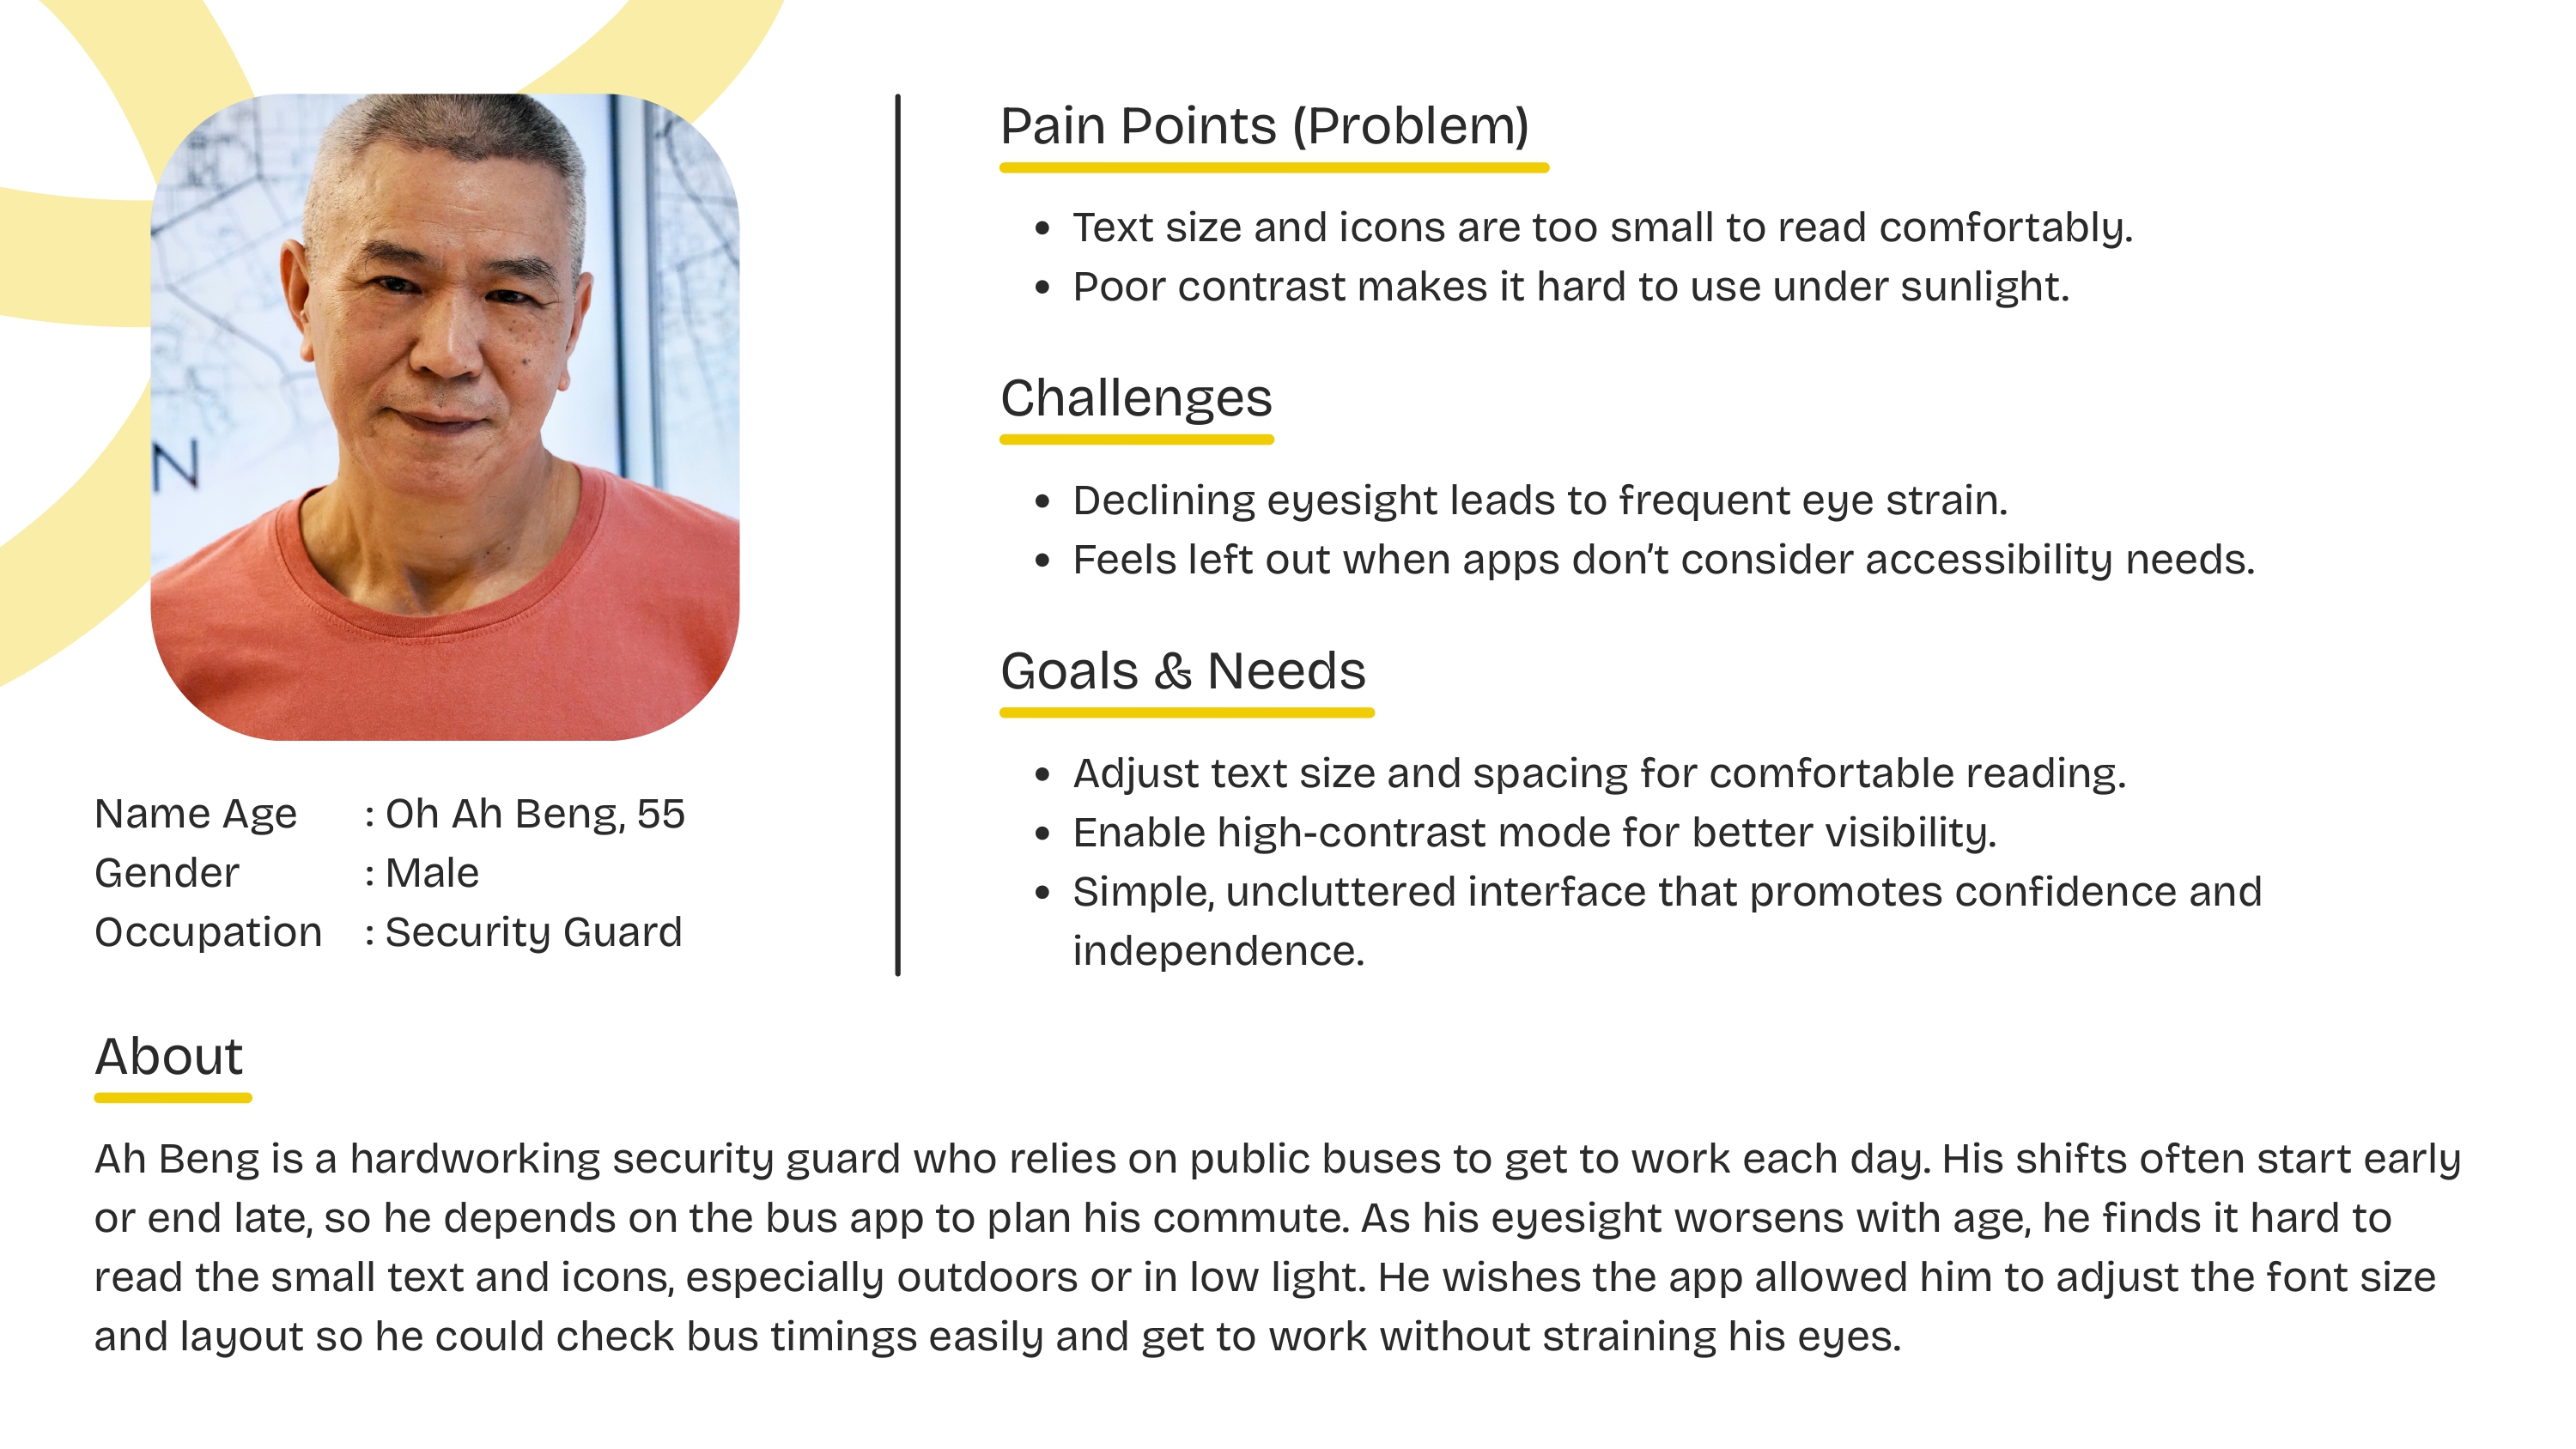 N
Name Age : Oh Ah Beng, 55
Gender : Male
Occupation : Security Guard
Pain Points (Problem)
• Text size and icons are too small to read comfortably.
• Poor contrast makes it hard to use under sunlight.
Challenges
• Declining eyesight leads to frequent eye strain.
• Feels left out when apps don’t consider accessibility needs.
Goals & Needs
• Adjust text size and spacing for comfortable reading.
• Enable high-contrast mode for better visibility.
• Simple, uncluttered interface that promotes confidence and
independence.
About
Ah Beng is a hardworking security guard who relies on public buses to get to work each day. His shifts often start early
or end late, so he depends on the bus app to plan his commute. As his eyesight worsens with age, he finds it hard to
read the small text and icons, especially outdoors or in low light. He wishes the app allowed him to adjust the font size
and layout so he could check bus timings easily and get to work without straining his eyes.